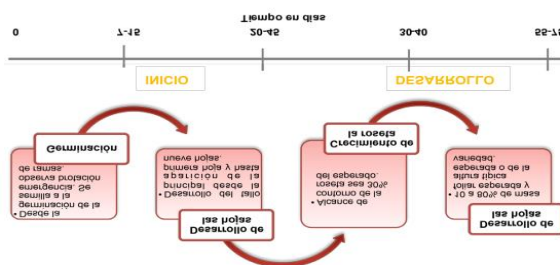 • Desde la
germinación de la
semilla a
emergencia. Se
observa brotación
de ramas.
Germinación
Desarrollo de
las hojas
• Desarrollo del tallo
principal desde la
aparición de la
primera hoja y hasta
nueve hojas.
• Alcance de
contorno de la
roseta sea 30%
del esperado.
Crecimiento de
la roseta
Desarrollo de
las hojas
• 10 a 80% de masa
foliar esperada y
altura típica
esperada o de la
variedad.
INICIO
DESARROLLO
0
7-15
20-45
30-40
55-75
Tiempo en días